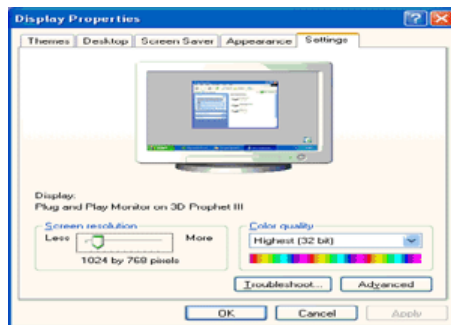 Display Properties
Themes Desktop Screen Saver Appearance Settings
Display:
Plug and Play Monitor on 3D Prophet III
Screen resolution
Less More
1024 by 768 pixels
Color quality
Highest (32 bit)
Troubleshoot... Advanced
OK Cancel Apply